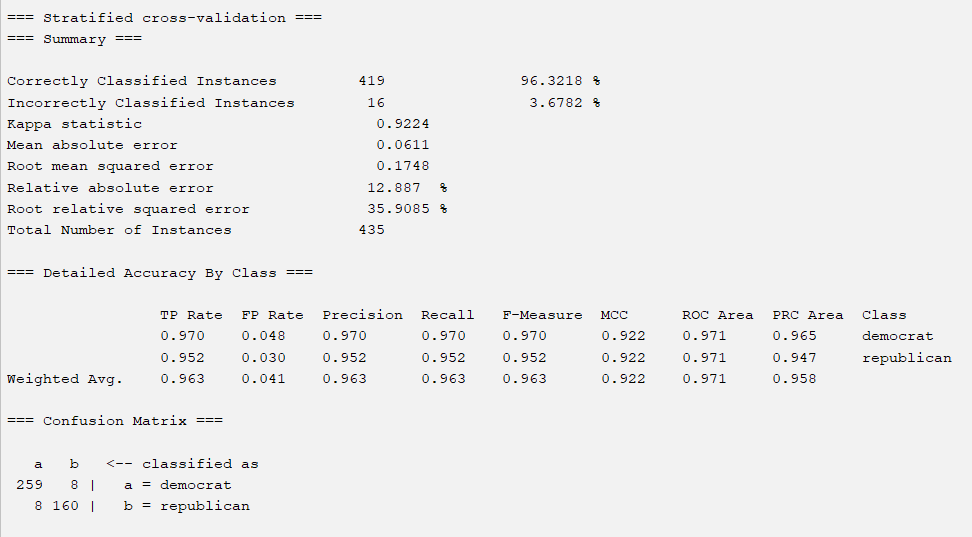 === Stratified cross-validation ===
=== Summary ===
Correctly Classified Instances 419 96.3218 %
Incorrectly Classified Instances 16 3.6782 %
Kappa statistic 0.9224
Mean absolute error 0.0611
Root mean squared error 0.1748
Relative absolute error 12.887 %
Root relative squared error 35.9085 %
Total Number of Instances 435
=== Detailed Accuracy By Class ===
TP Rate FP Rate Precision Recall F-Measure MCC ROC Area PRC Area Class
0.970 0.048 0.970 0.970 0.970 0.922 0.971 0.965 democrat
0.952 0.030 0.952 0.952 0.952 0.922 0.971 0.947 republican
Weighted Avg. 0.963 0.041 0.963 0.963 0.963 0.922 0.971 0.958
=== Confusion Matrix ===
a b <-- classified as
259 8 | a = democrat
8 160 | b = republican